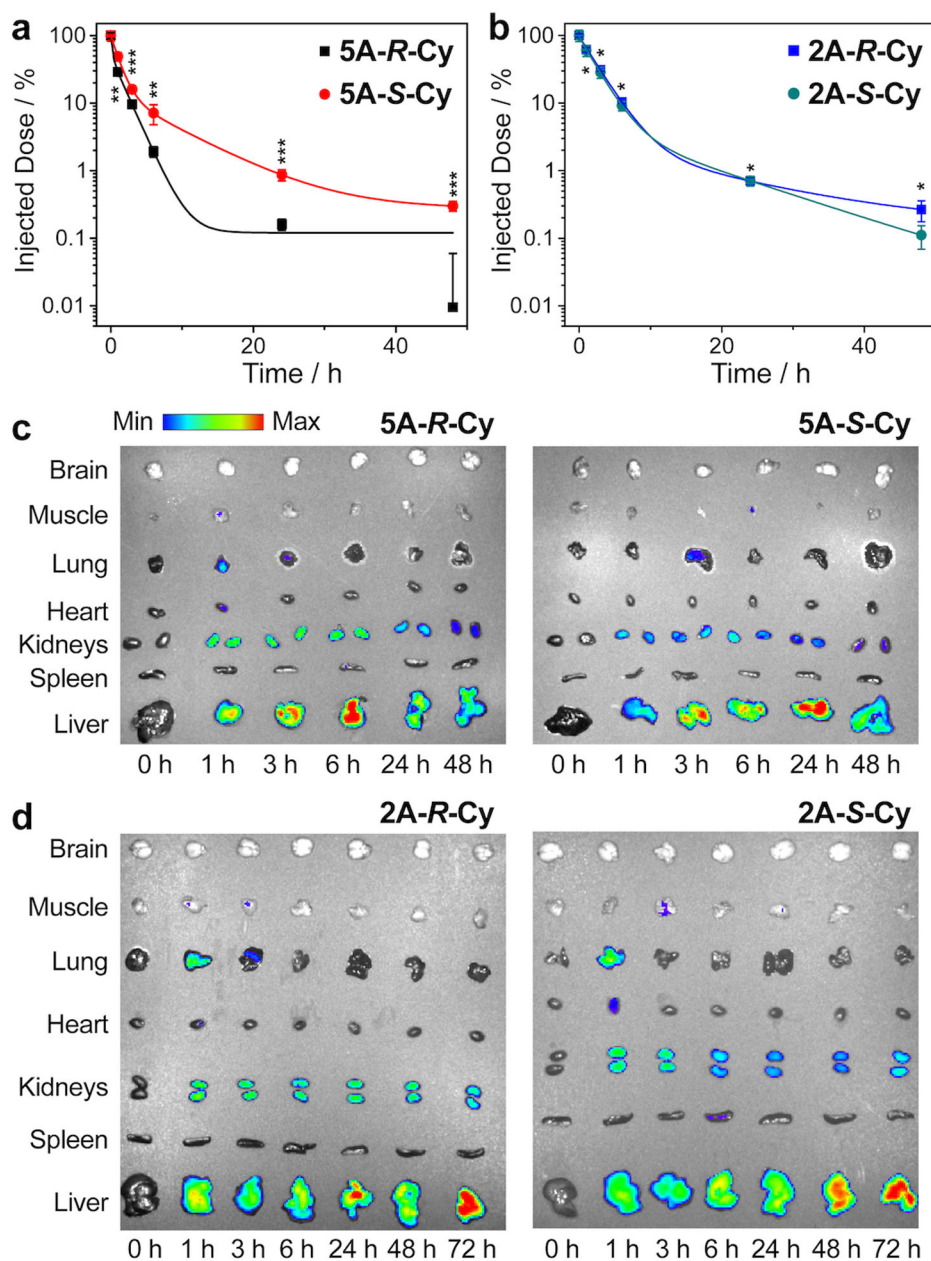 a
100
10
1
0.1
0.01
Injected Dose / %
0
20
40
Time / h
5A-R-Cy
5A-S-Cy
**
***
**
***
***
b
100
10
1
0.1
0.01
Injected Dose / %
0
20
40
Time / h
2A-R-Cy
2A-S-Cy
*
*
*
*
*
c
Min
Max
5A-R-Cy
5A-S-Cy
Brain
Muscle
Lung
Heart
Kidneys
Spleen
Liver
0 h 1 h 3 h 6 h 24 h 48 h
0 h 1 h 3 h 6 h 24 h 48 h
d
2A-R-Cy
2A-S-Cy
Brain
Muscle
Lung
Heart
Kidneys
Spleen
Liver
0 h 1 h 3 h 6 h 24 h 48 h 72 h
0 h 1 h 3 h 6 h 24 h 48 h 72 h